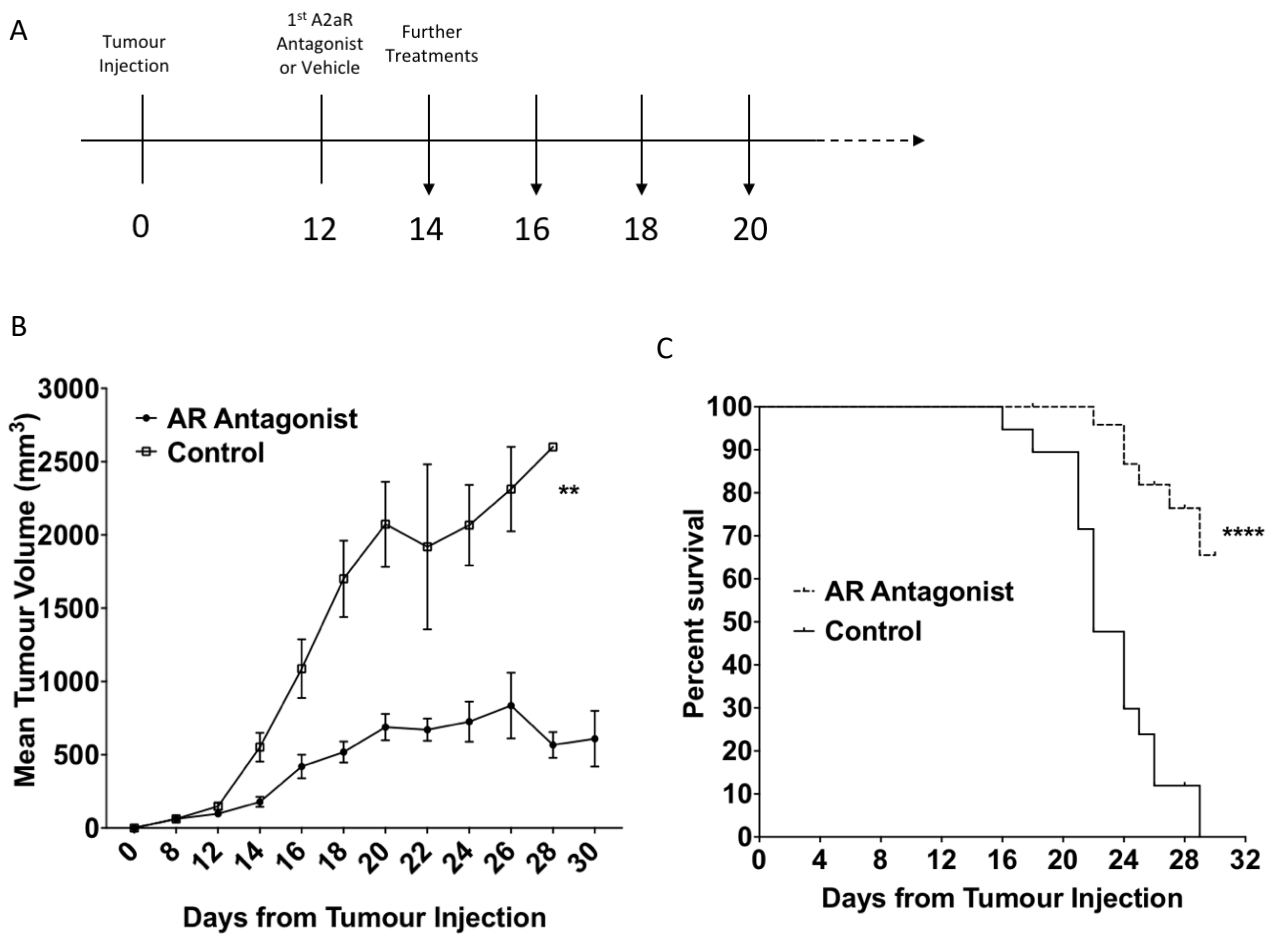 A
Tumour
Injection
1st A2aR
Antagonist
or Vehicle
Further
Treatments
0
12
14
16
18
20
B
Mean Tumour Volume (mm3)
3000
2500
2000
1500
1000
500
0
AR Antagonist
Control
**
0
8
12
14
16
18
20
22
24
26
28
30
Days from Tumour Injection
C
Percent survival
100
90
80
70
60
50
40
30
20
10
0
AR Antagonist
Control
****
0
4
8
12
16
20
24
28
32
Days from Tumour Injection